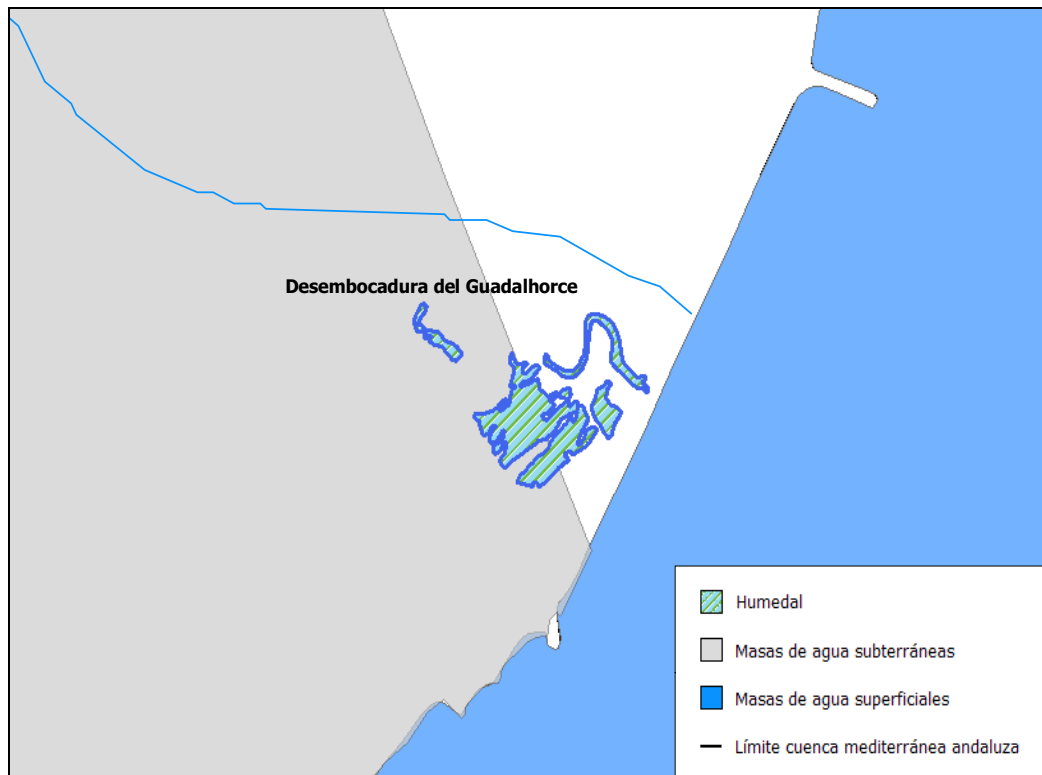 Desembocadura del Guadalhorce
Humedal
Masas de agua subterráneas
Masas de agua superficiales
Límite cuenca mediterránea andaluza